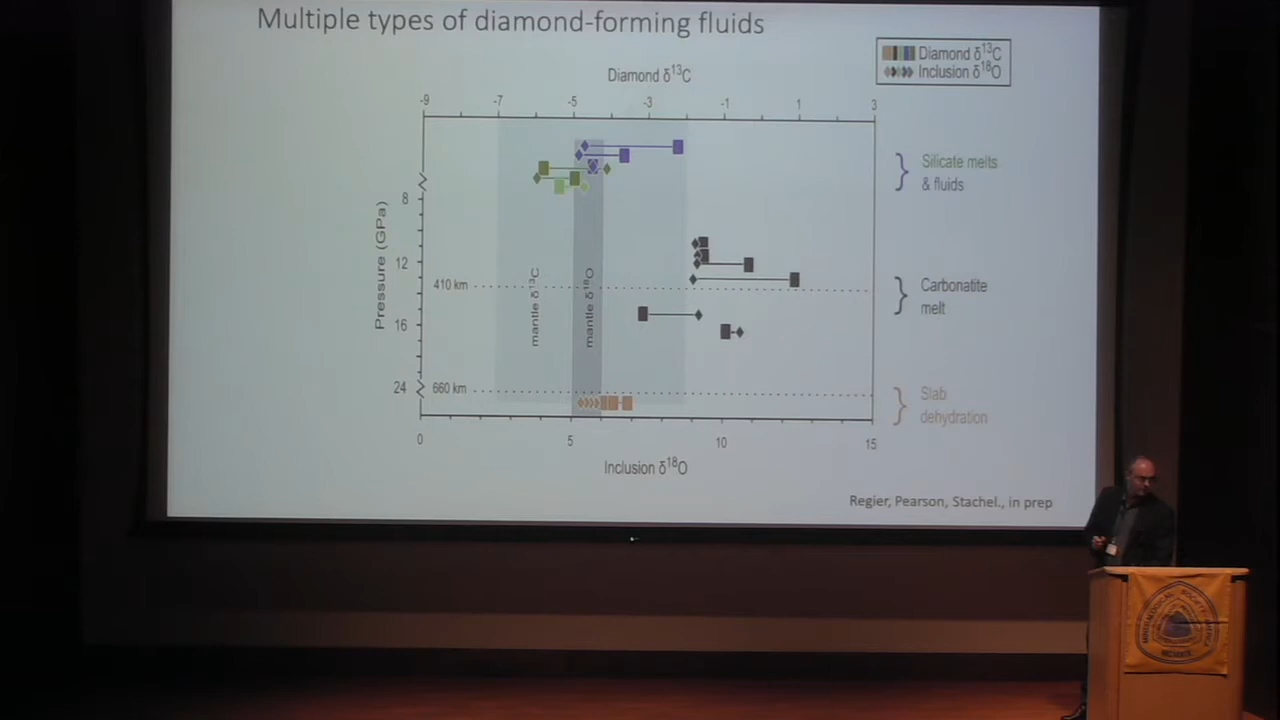 Multiple types of diamond-forming fluids
Diamond δ13C
Inclusion δ18O
Diamond δ13C
-9 -7 -5 -3 -1 1 3
Silicate melts
& fluids
8
Pressure (GPa)
12
410 km
mantle δ13C
mantle δ18O
Carbonatite
melt
16
24
660 km
Slab
dehydration
0 5 10 15
Inclusion δ18O
Regier, Pearson, Stachel., in prep
MINERALOGICAL SOCIETY